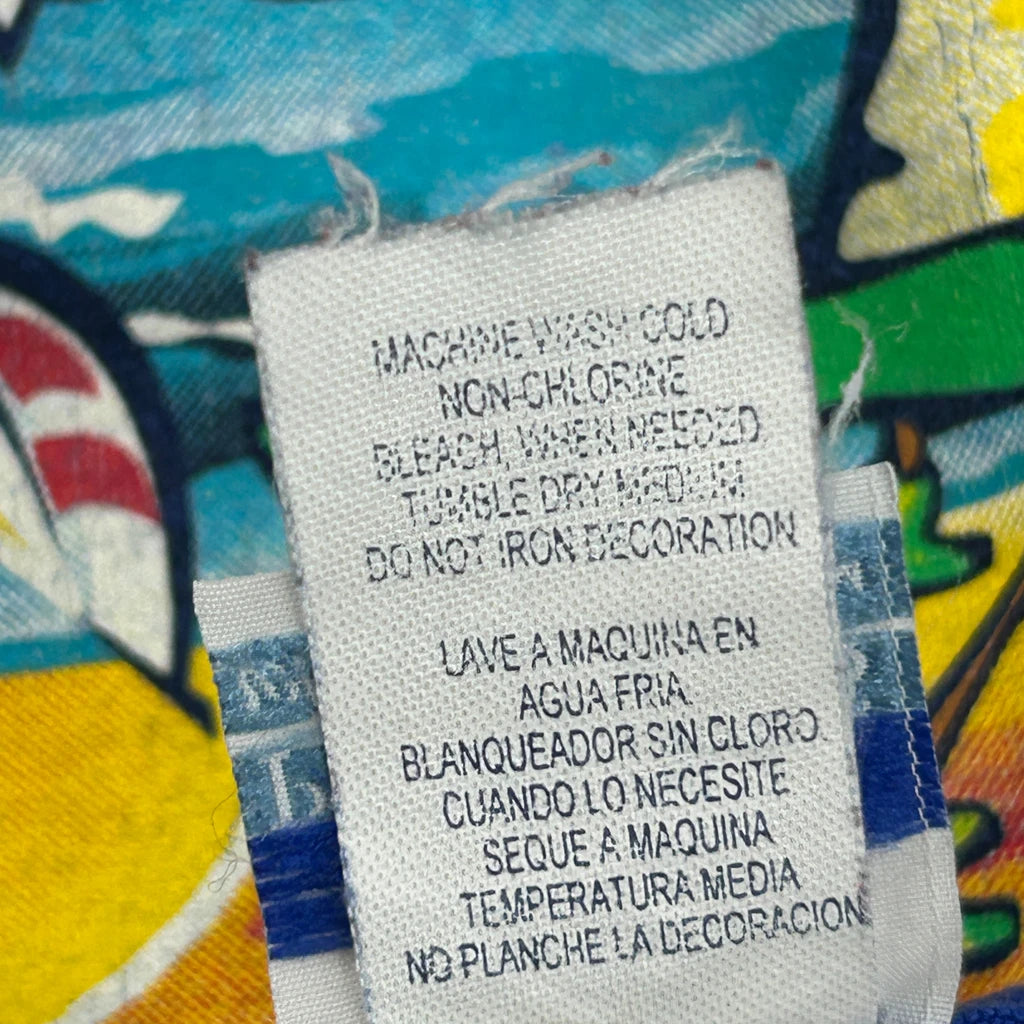 MACHINE WASH COLD
NON-CHLORINE
BLEACH, WHEN NEEDED
TUMBLE DRY MEDIUM
DO NOT IRON DECORATION
LAVE A MAQUINA EN
AGUA FRIA.
BLANQUEADOR SIN CLORO
CUANDO LO NECESITE
SEQUE A MAQUINA
TEMPERATURA MEDIA
NO PLANCHE LA DECORACION